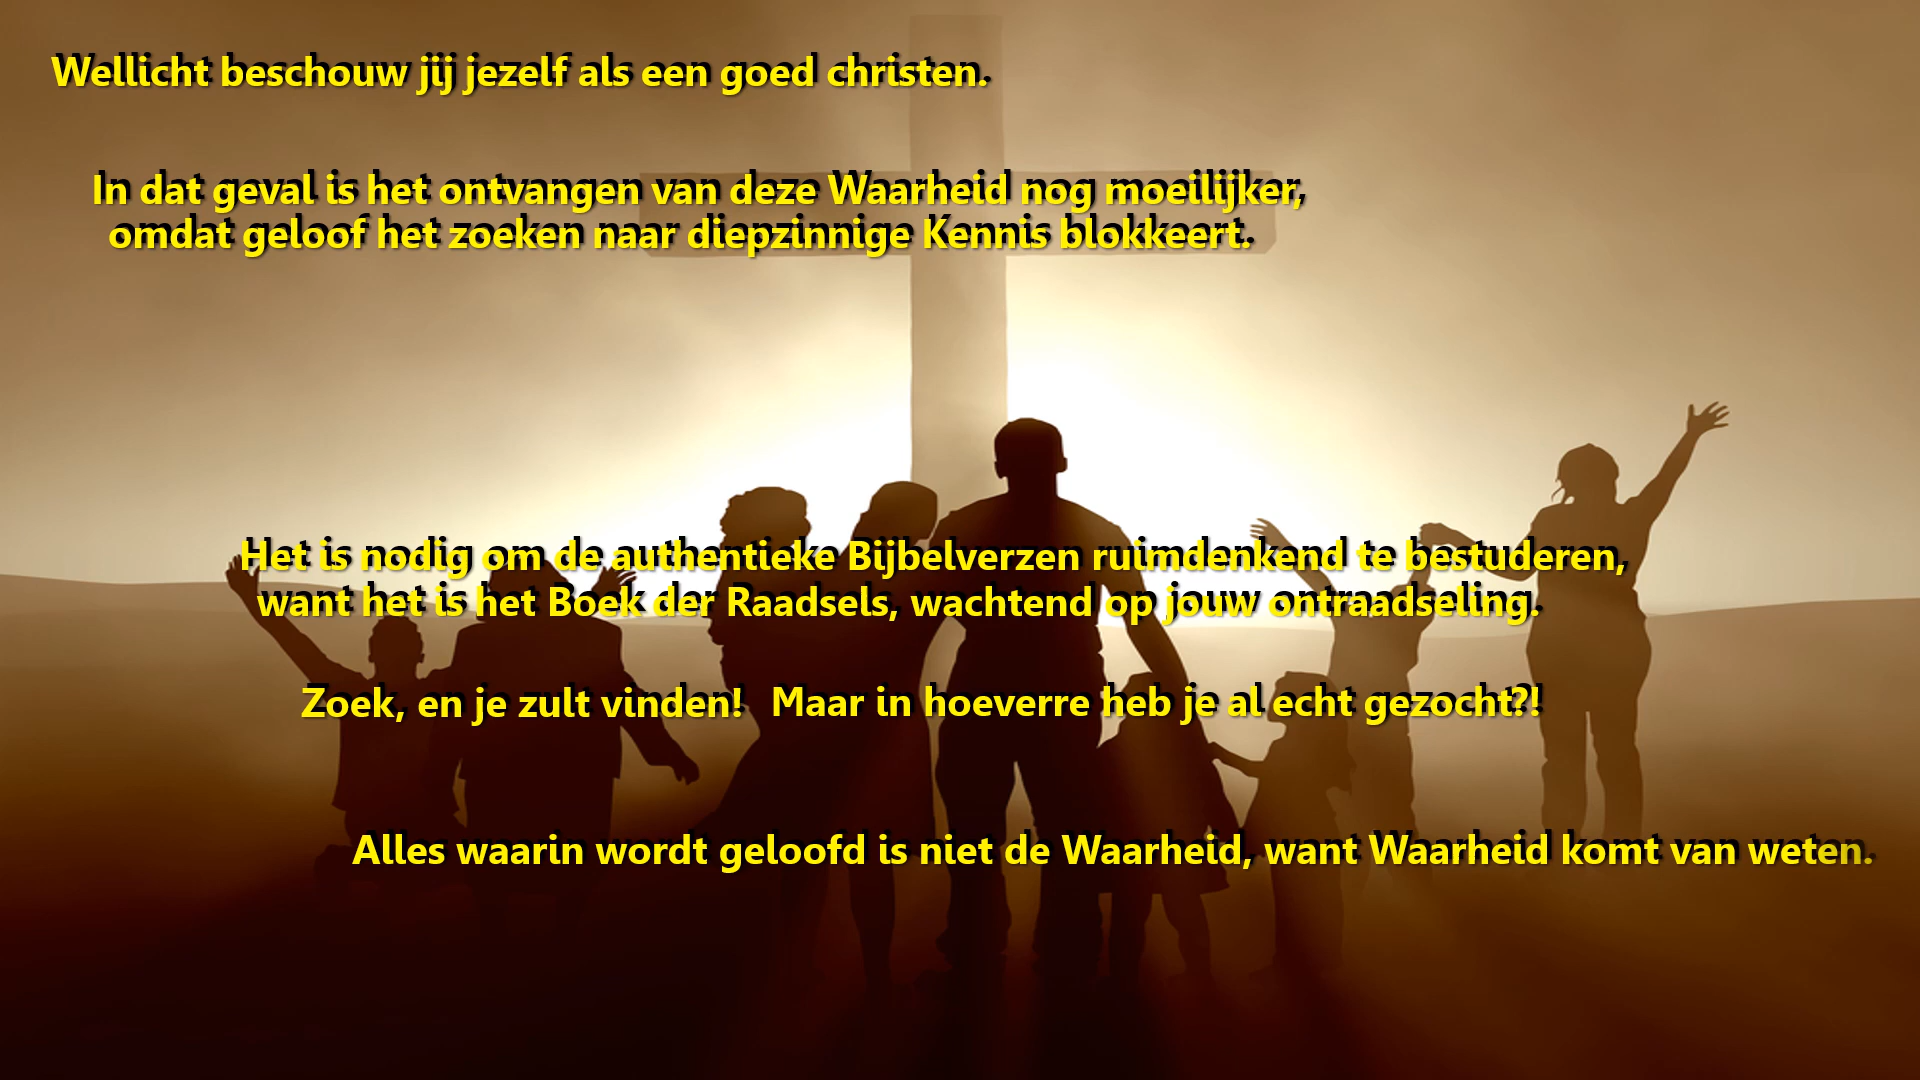 Wellicht beschouw jij jezelf als een goed christen.
In dat geval is het ontvangen van deze Waarheid nog moeilijker,
omdat geloof het zoeken naar diepzinnige Kennis blokkeert.
Het is nodig om de authentieke Bijbelverzen ruimdenkend te bestuderen,
want het is het Boek der Raadsels, wachtend op jouw ontraadseling.
Zoek, en je zult vinden! Maar in hoeverre heb je al echt gezocht?!
Alles waarin wordt geloofd is niet de Waarheid, want Waarheid komt van weten.